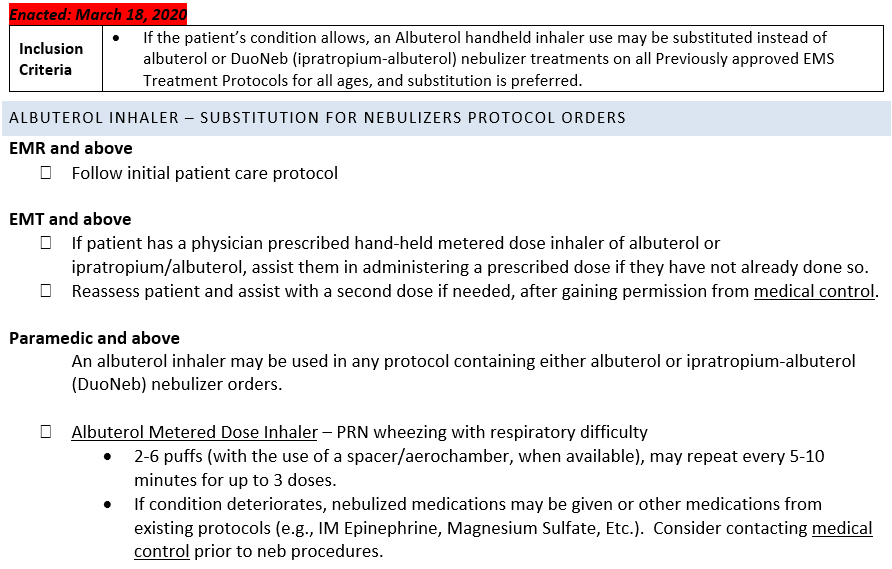 Enacted: March 18, 2020
Inclusion Criteria
• If the patient's condition allows, an Albuterol handheld inhaler use may be substituted instead of
albuterol or DuoNeb (ipratropium-albuterol) nebulizer treatments on all Previously approved EMS
Treatment Protocols for all ages, and substitution is preferred.
ALBUTEROL INHALER – SUBSTITUTION FOR NEBULIZERS PROTOCOL ORDERS
EMR and above
☐ Follow initial patient care protocol
EMT and above
☐ If patient has a physician prescribed hand-held metered dose inhaler of albuterol or
ipratropium/albuterol, assist them in administering a prescribed dose if they have not already done so.
☐ Reassess patient and assist with a second dose if needed, after gaining permission from medical control.
Paramedic and above
An albuterol inhaler may be used in any protocol containing either albuterol or ipratropium-albuterol
(DuoNeb) nebulizer orders.
☐ Albuterol Metered Dose Inhaler – PRN wheezing with respiratory difficulty
• 2-6 puffs (with the use of a spacer/aerochamber, when available), may repeat every 5-10
minutes for up to 3 doses.
• If condition deteriorates, nebulized medications may be given or other medications from
existing protocols (e.g., IM Epinephrine, Magnesium Sulfate, Etc.). Consider contacting medical
control prior to neb procedures.